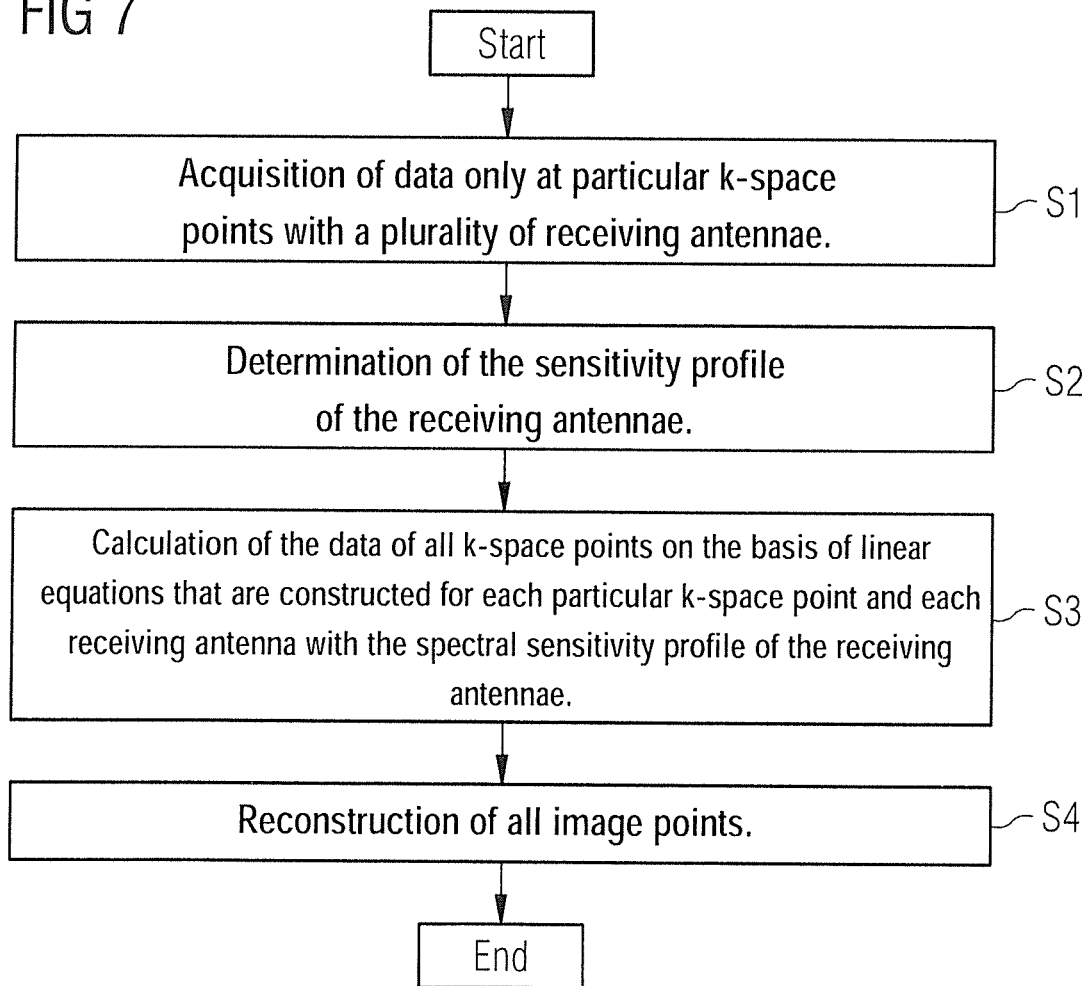 FIG 7
Start
Acquisition of data only at particular k-space
points with a plurality of receiving antennae.
S1
Determination of the sensitivity profile
of the receiving antennae.
S2
Calculation of the data of all k-space points on the basis of linear
equations that are constructed for each particular k-space point and each
receiving antenna with the spectral sensitivity profile of the receiving
antennae.
S3
Reconstruction of all image points.
S4
End